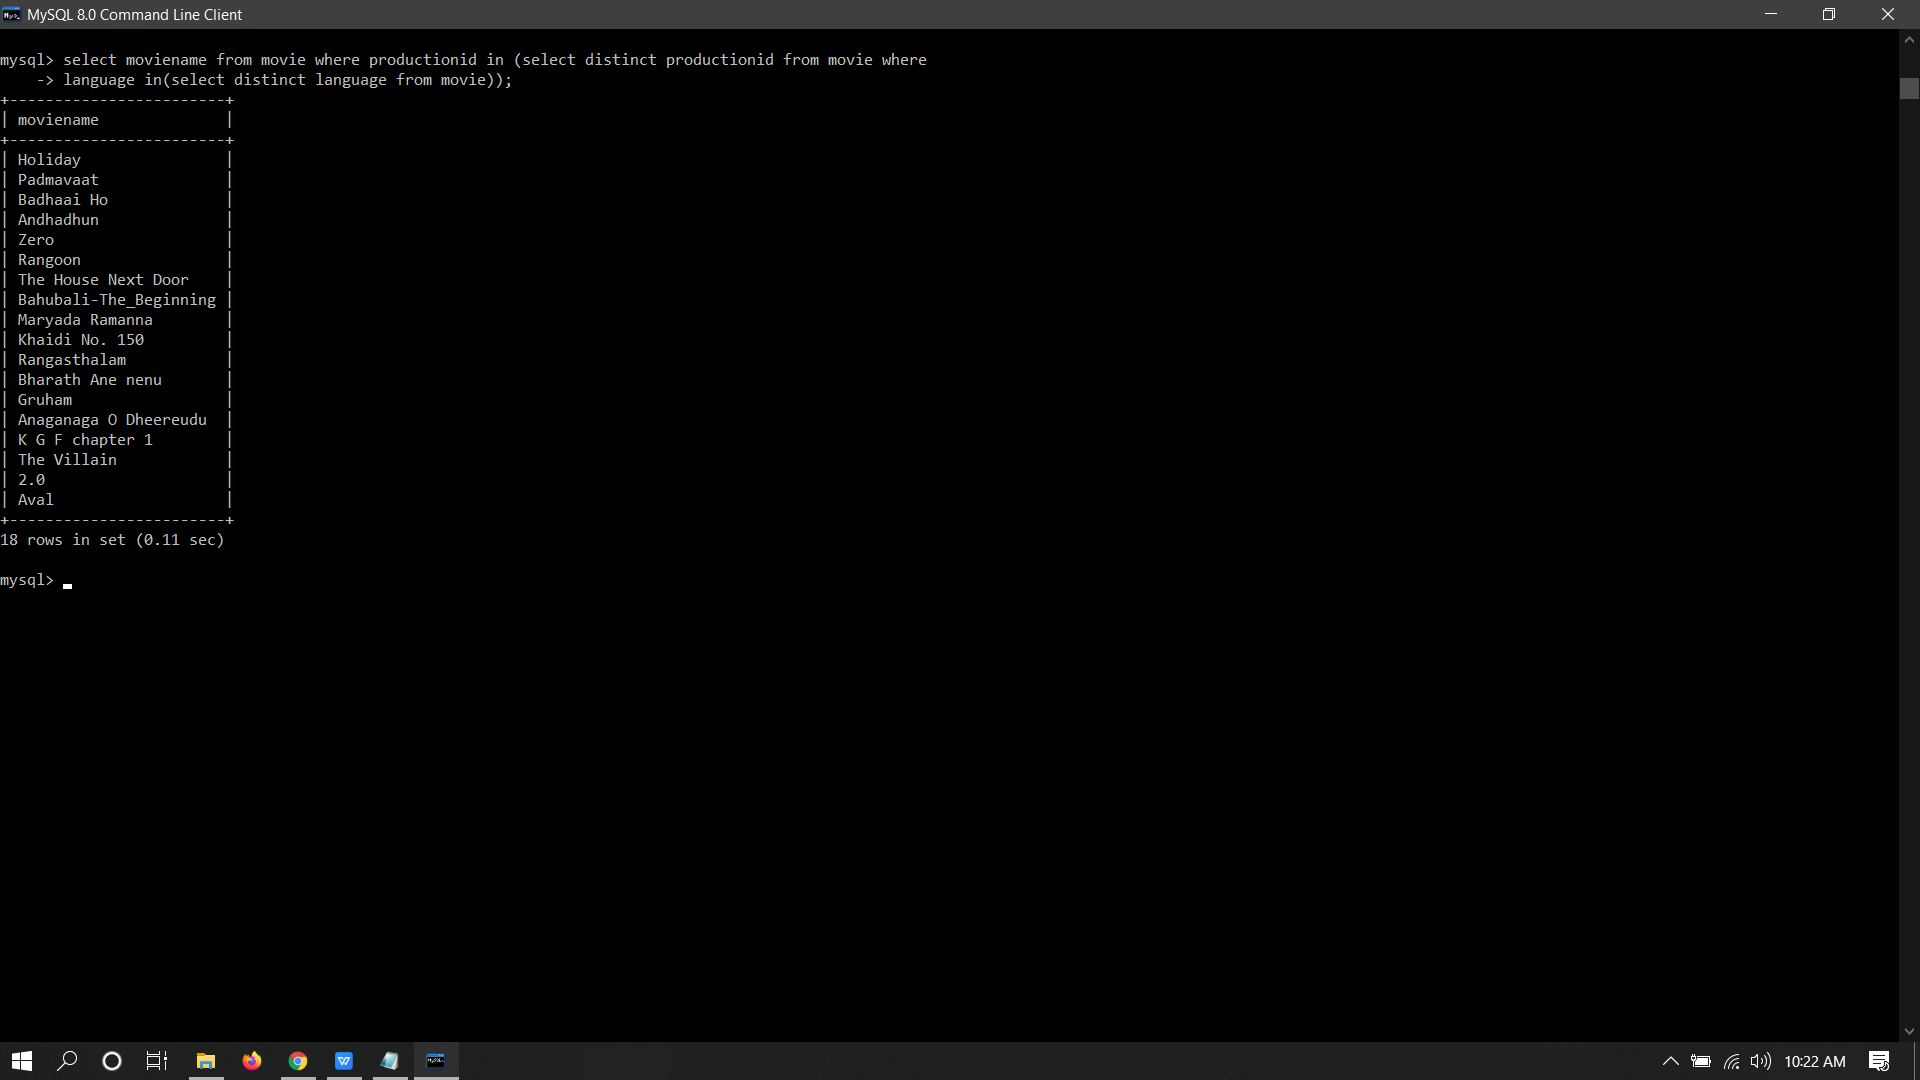 MySQL 8.0 Command Line Client
mysql> select moviename from movie where productionid in (select distinct productionid from movie where
    -> language in(select distinct language from movie));
+------------------------+
| moviename              |
+------------------------+
| Holiday                |
| Padmavaat              |
| Badhaai Ho             |
| Andhadhun              |
| Zero                   |
| Rangoon                |
| The House Next Door    |
| Bahubali-The_Beginning |
| Maryada Ramanna        |
| Khaidi No. 150         |
| Rangasthalam           |
| Bharath Ane nenu       |
| Gruham                 |
| Anaganaga O Dheereudu  |
| K G F chapter 1        |
| The Villain            |
| 2.0                    |
| Aval                   |
+------------------------+
18 rows in set (0.11 sec)
mysql>
10:22 AM